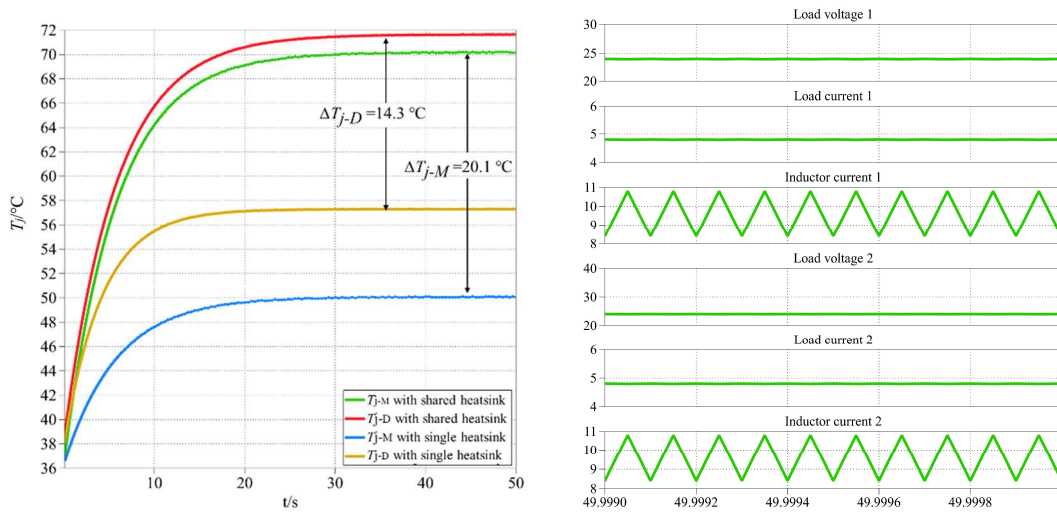 72
70
68
66
64
62
60
58
56
54
52
50
48
46
44
42
40
38
36
Tj/°C
ΔTj-D =14.3 °C
ΔTj-M =20.1 °C
Tj-M with shared heatsink
Tj-D with shared heatsink
Tj-M with single heatsink
Tj-D with single heatsink
10 20 30 40 50
t/s
Load voltage 1
30
25
20
Load current 1
6
5
4
Inductor current 1
11
10
9
8
Load voltage 2
40
30
20
Load current 2
6
5
4
Inductor current 2
11
10
9
8
49.9990 49.9992 49.9994 49.9996 49.9998